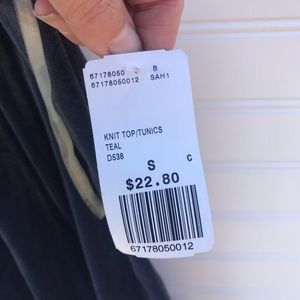 67178050 B
67178050012 SAH1
KNIT TOP/TUNICS
TEAL
D538
S C
$22.80
67178050012